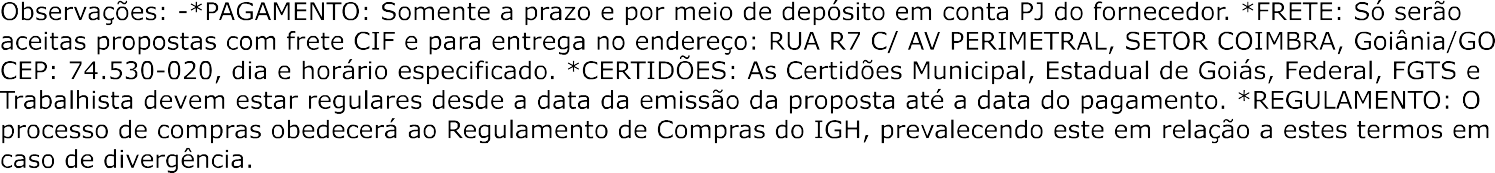 Observações: -*PAGAMENTO: Somente a prazo e por meio de depósito em conta PJ do fornecedor. *FRETE: Só serão
aceitas propostas com frete CIF e para entrega no endereço: RUA R7 C/ AV PERIMETRAL, SETOR COIMBRA, Goiânia/GO
CEP: 74.530-020, dia e horário especificado. *CERTIDÕES: As Certidões Municipal, Estadual de Goiás, Federal, FGTS e
Trabalhista devem estar regulares desde a data da emissão da proposta até a data do pagamento. *REGULAMENTO: O
processo de compras obedecerá ao Regulamento de Compras do IGH, prevalecendo este em relação a estes termos em
caso de divergência.